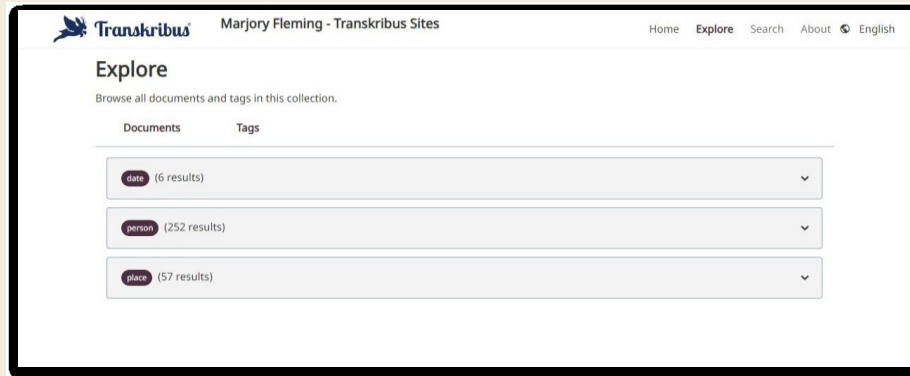 Transkribus Marjory Fleming - Transkribus Sites Home Explore Search About English
Explore
Browse all documents and tags in this collection.
Documents Tags
date (6 results)
person (252 results)
place (57 results)